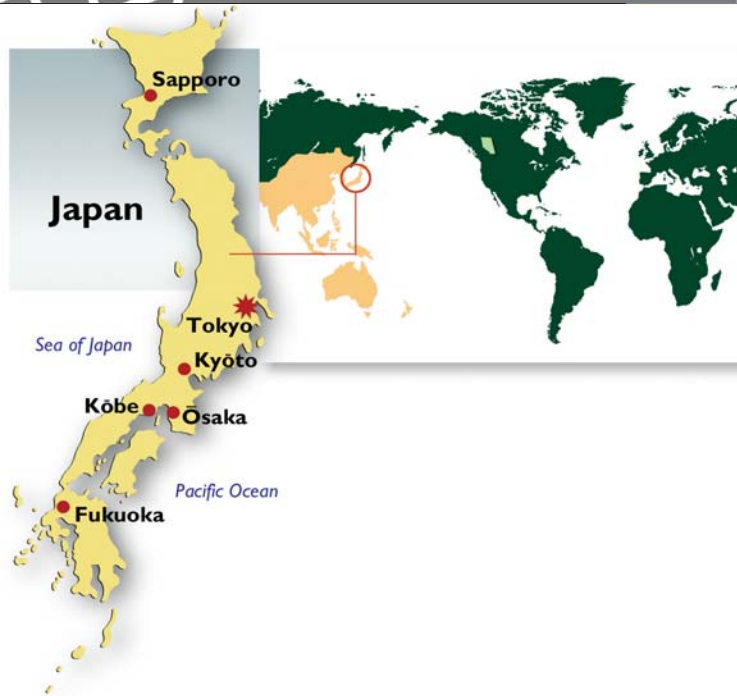 Sapporo
Japan
Tokyo
Sea of Japan
Kyōto
Kōbe
Ōsaka
Pacific Ocean
Fukuoka